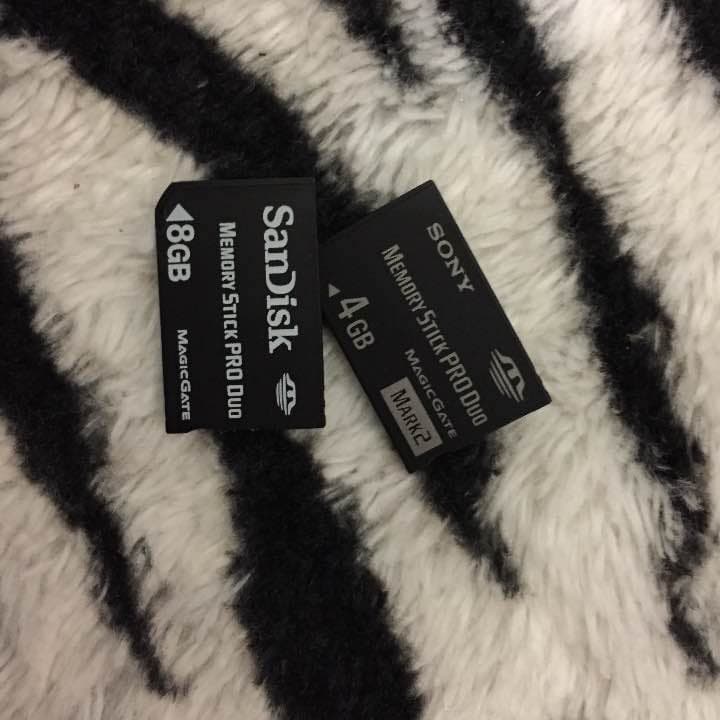 SanDisk
MEMORY STICK PRO DUO
8GB
MAGICGATE
SONY
MEMORY STICK PRO DUO
4GB
MAGICGATE
MARK2